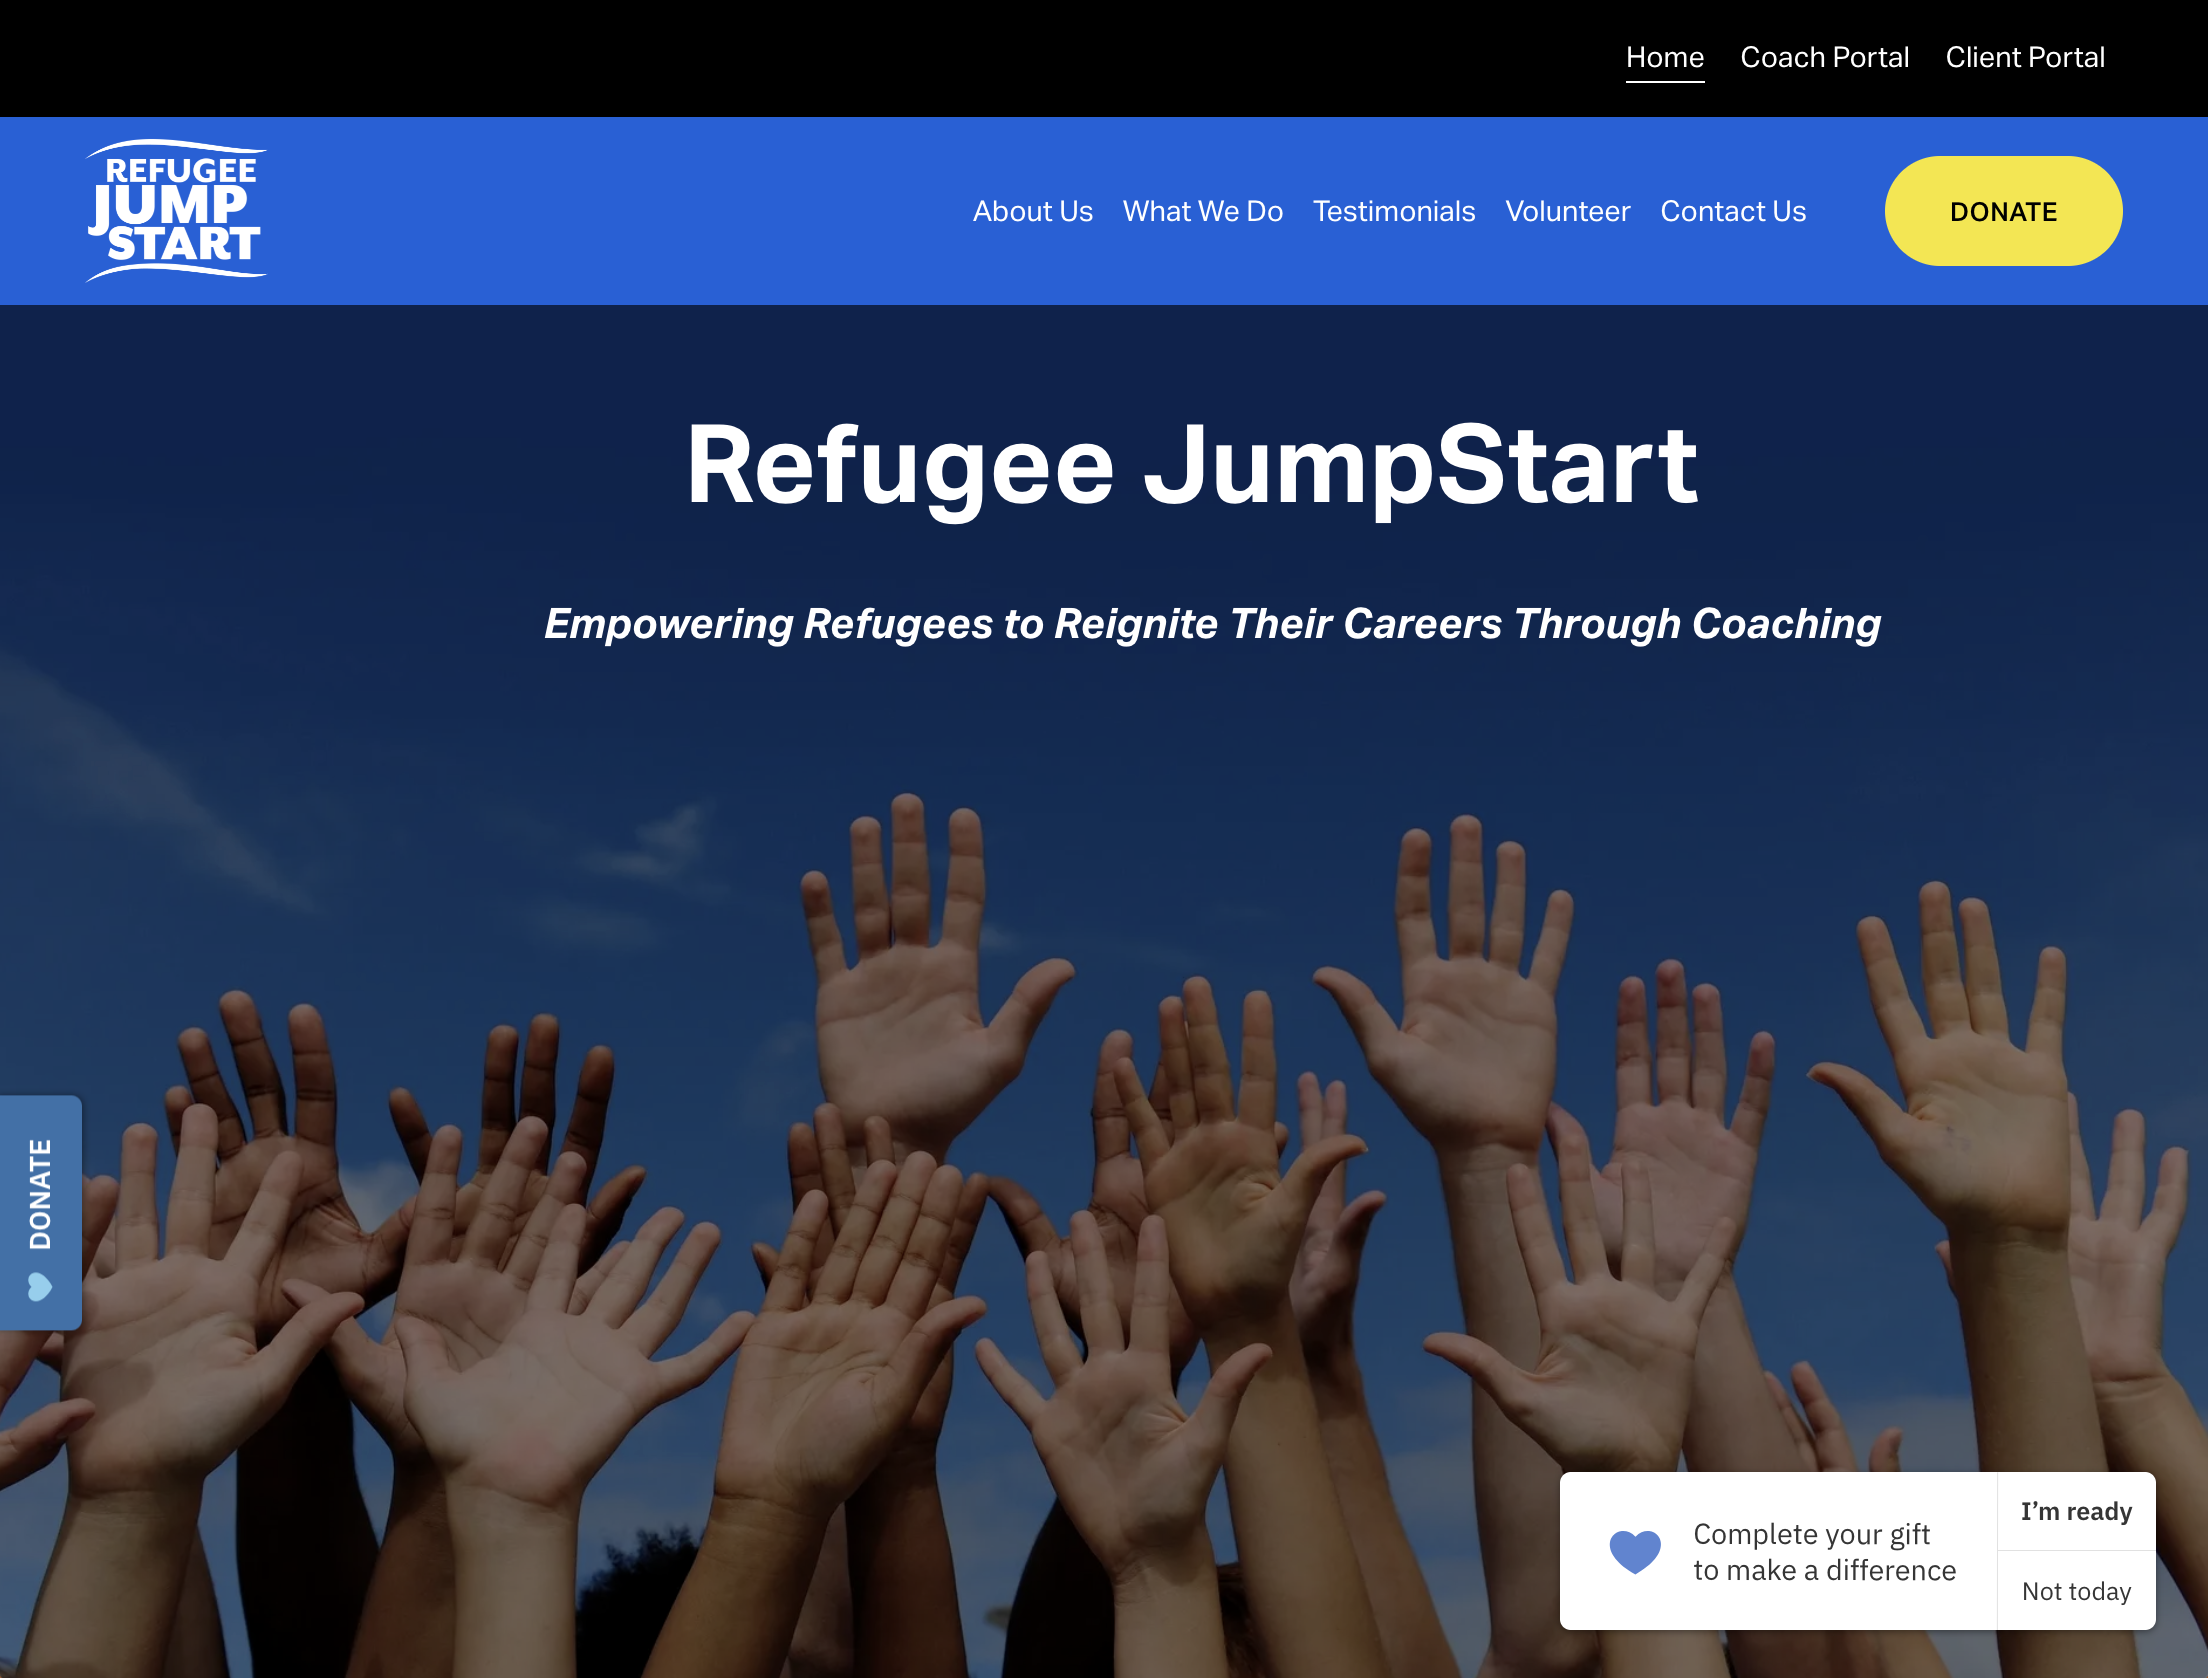 Home Coach Portal Client Portal
REFUGEE
JUMP
START
About Us What We Do Testimonials Volunteer Contact Us
DONATE
Refugee JumpStart
Empowering Refugees to Reignite Their Careers Through Coaching
DONATE
Complete your gift
to make a difference
I’m ready
Not today